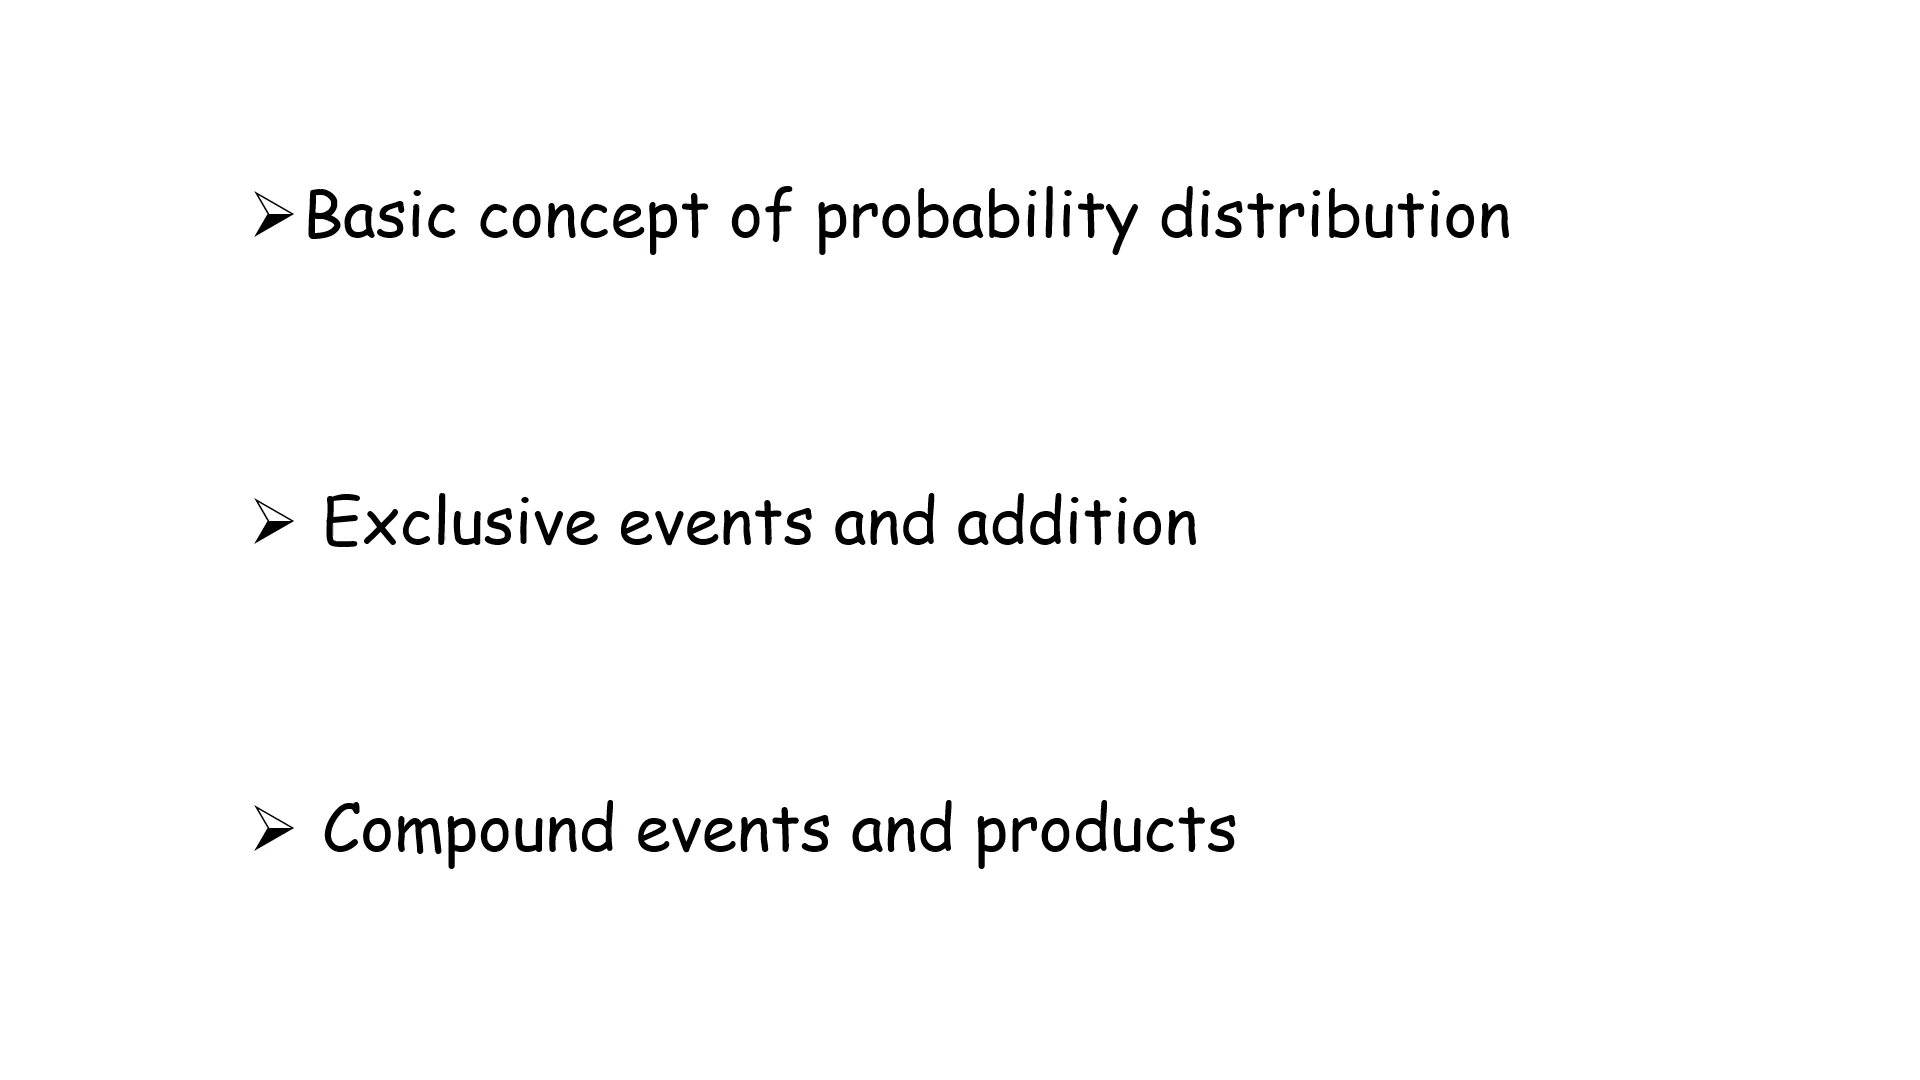 ➢Basic concept of probability distribution
➢ Exclusive events and addition
➢ Compound events and products